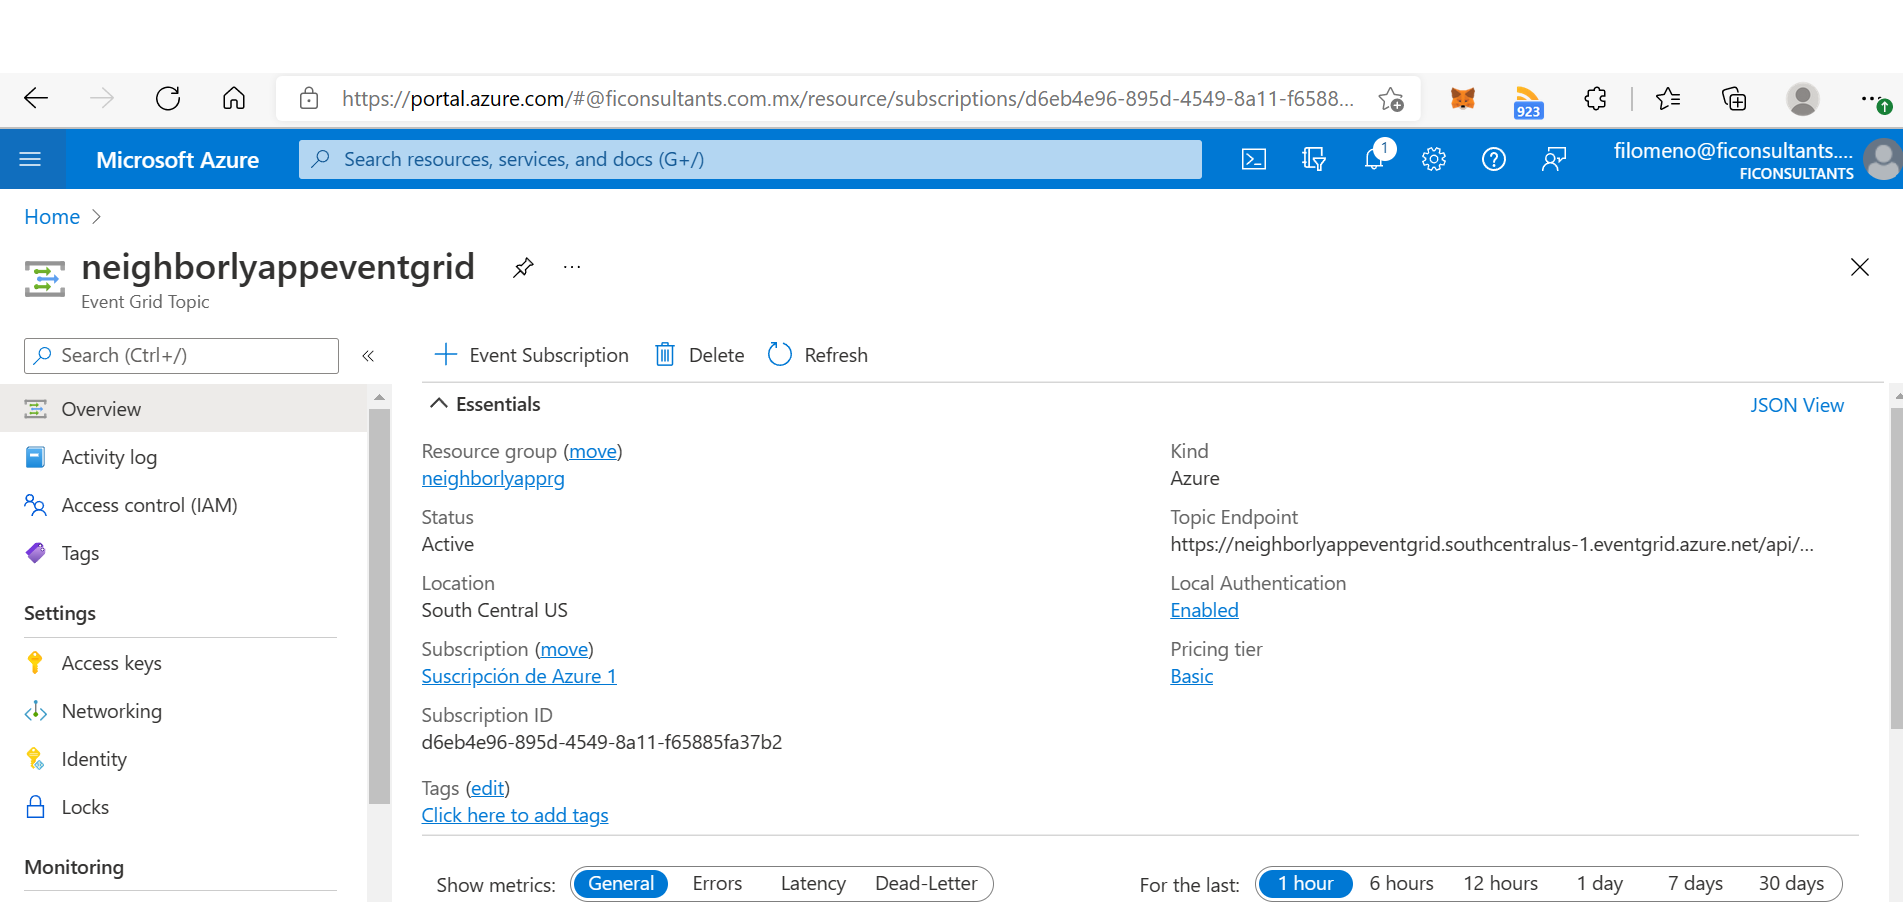 https://portal.azure.com/#@ficonsultants.com.mx/resource/subscriptions/d6eb4e96-895d-4549-8a11-f6588...
923
Microsoft Azure
Search resources, services, and docs (G+/)
1
filomeno@ficonsultants....
FICONSULTANTS
Home
neighborlyappeventgrid
Event Grid Topic
Search (Ctrl+/)
Overview
Activity log
Access control (IAM)
Tags
Settings
Access keys
Networking
Identity
Locks
Monitoring
Event Subscription
Delete
Refresh
Essentials
JSON View
Resource group (move)
neighborlyapprg
Status
Active
Location
South Central US
Subscription (move)
Suscripción de Azure 1
Subscription ID
d6eb4e96-895d-4549-8a11-f65885fa37b2
Tags (edit)
Click here to add tags
Kind
Azure
Topic Endpoint
https://neighborlyappeventgrid.southcentralus-1.eventgrid.azure.net/api/...
Local Authentication
Enabled
Pricing tier
Basic
Show metrics: General Errors Latency Dead-Letter
For the last: 1 hour 6 hours 12 hours 1 day 7 days 30 days